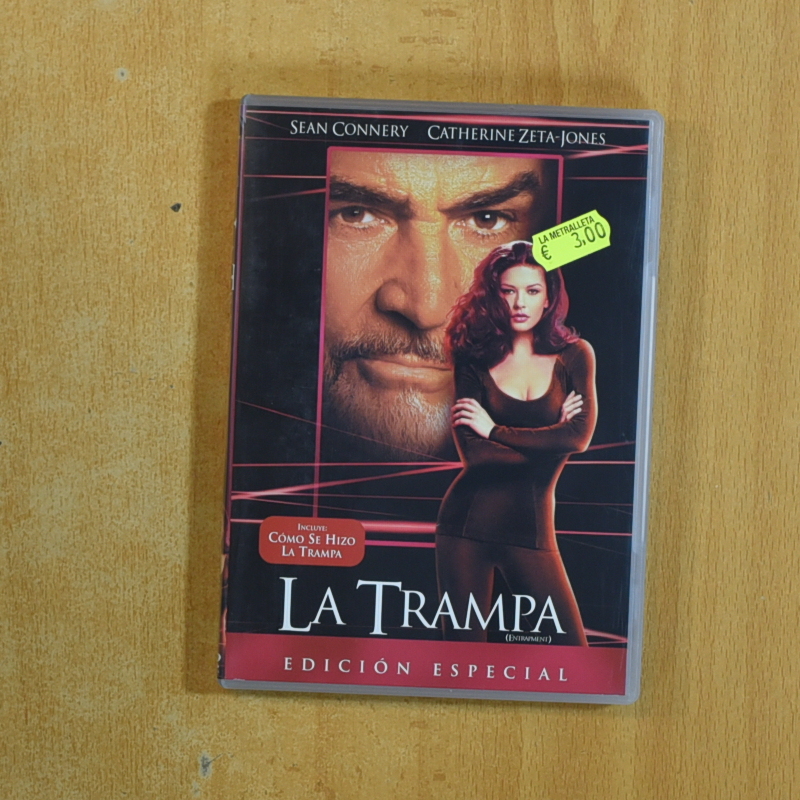 SEAN CONNERY CATHERINE ZETA-JONES
LA METRALLETA
€ 3,00
INCLUYE:
CÓMO SE HIZO
LA TRAMPA
LA TRAMPA
(ENTRAPMENT)
EDICIÓN ESPECIAL